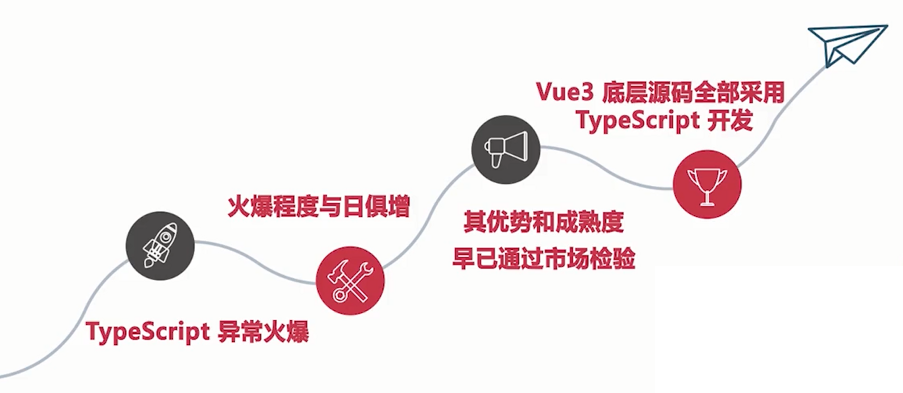 TypeScript 异常火爆
火爆程度与日俱增
其优势和成熟度
早已通过市场检验
Vue3 底层源码全部采用
TypeScript 开发